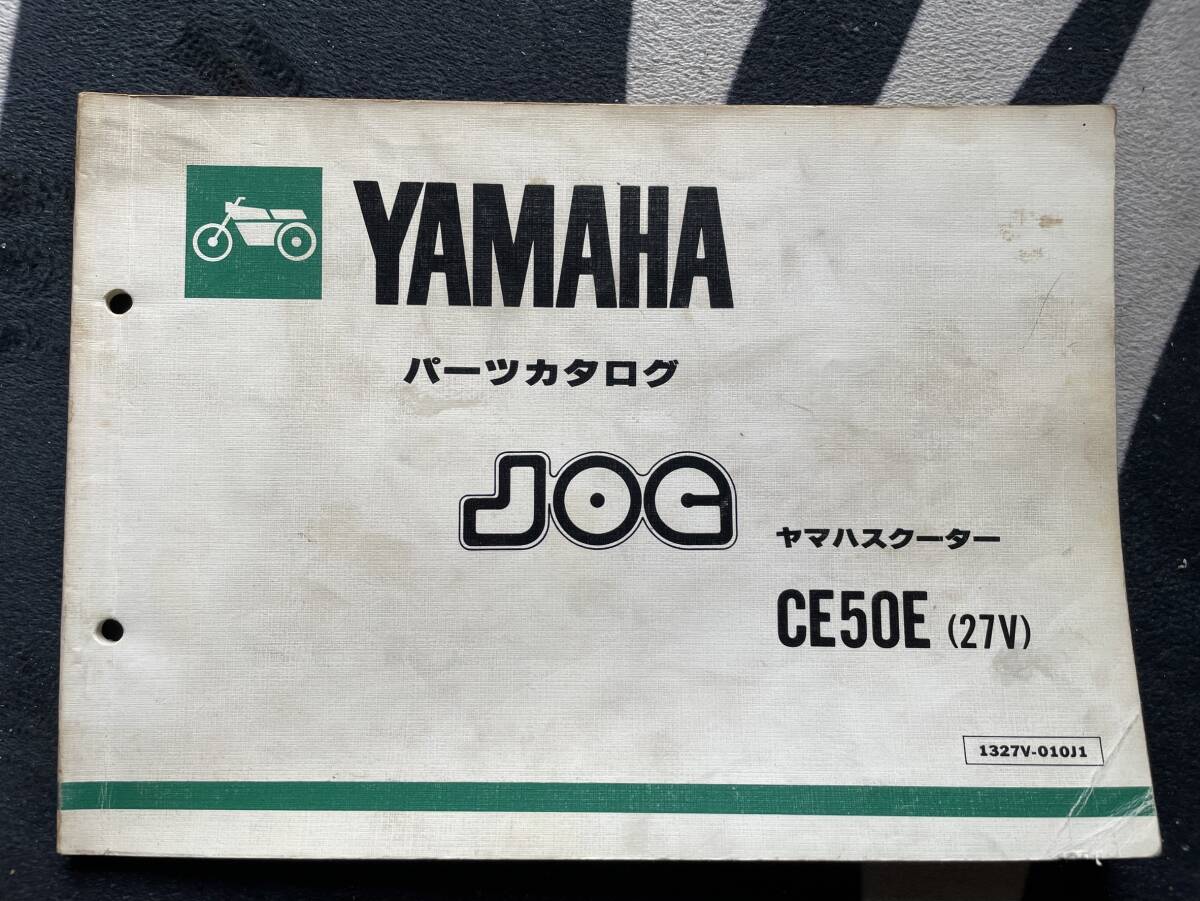 YAMAHA
パーツカタログ
JOG
ヤマハスクーター
CE50E (27V)
1327V-010J1